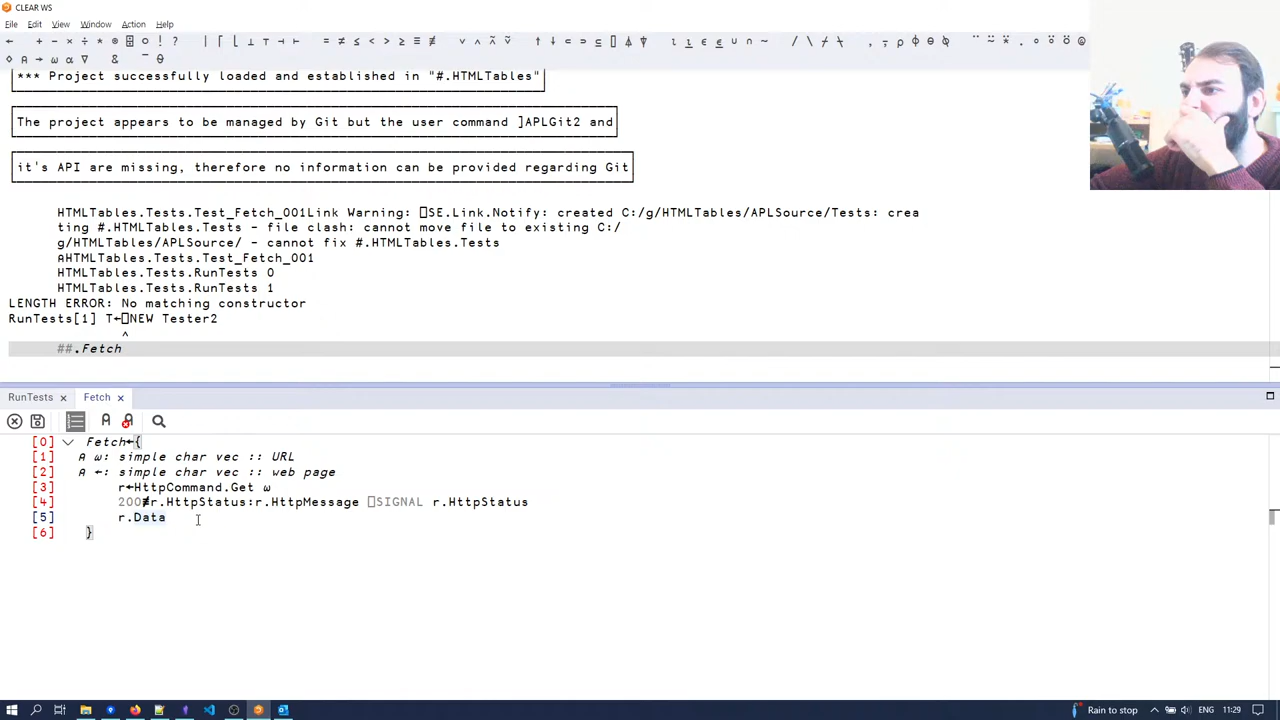 CLEAR WS
File Edit View Window Action Help
← + - × ÷ * ⍟ ⌹ ○ ! ? | ⌈ ⌊ ⊥ ⊤ ⊣ ⊢ = ≠ ≤ < > ≥ ≡ ≢ ∨ ∧ ⍲ ⍱ ↑ ↓ ⊂ ⊃ ⊆ ⌷ ⍋ ⍒ ⍳ ⍸ ∊ ⍷ ∪ ∩ ~ / \ ⌿ ⍀ , ⍪ ⍴ ⌽ ⊖ ⍉ ¨ ⍨ ⍣ . ∘ ⍤ ⍥ @
⋄ ⍝ → ⍵ ⍺ ∇ & ¯ ⍬
*** Project successfully loaded and established in "#.HTMLTables"
The project appears to be managed by Git but the user command ]APLGit2 and
it's API are missing, therefore no information can be provided regarding Git
HTMLTables.Tests.Test_Fetch_001Link Warning: ⎕SE.Link.Notify: created C:/g/HTMLTables/APLSource/Tests: crea
ting #.HTMLTables.Tests - file clash: cannot move file to existing C:/
g/HTMLTables/APLSource/ - cannot fix #.HTMLTables.Tests
⍝HTMLTables.Tests.Test_Fetch_001
HTMLTables.Tests.RunTests 0
HTMLTables.Tests.RunTests 1
LENGTH ERROR: No matching constructor
RunTests[1] T←⎕NEW Tester2
^
##.Fetch
RunTests × Fetch ×
[0] Fetch←{
[1] ⍝ ⍵: simple char vec :: URL
[2] ⍝ ←: simple char vec :: web page
[3] r←HttpCommand.Get ⍵
[4] 200≢r.HttpStatus:r.HttpMessage ⎕SIGNAL r.HttpStatus
[5] r.Data
[6] }
Rain to stop ENG 11:29